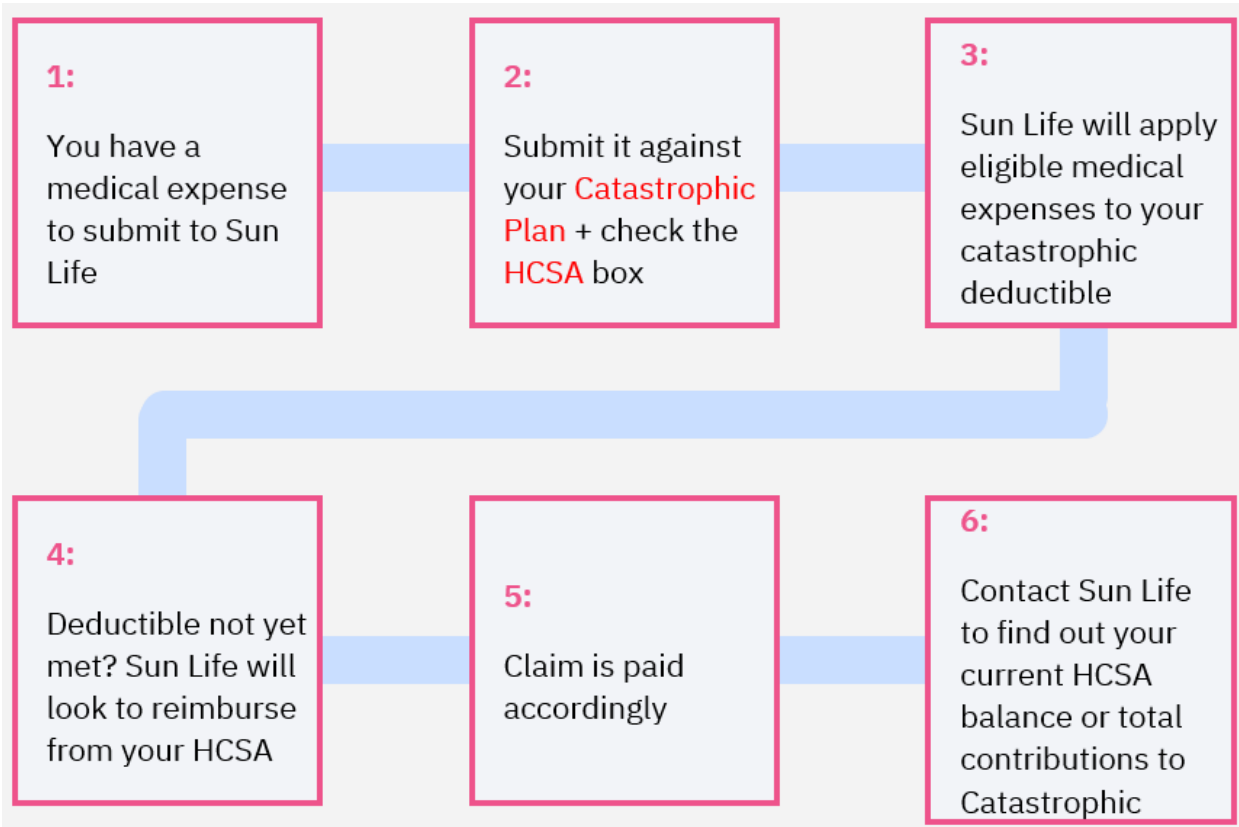 1:
You have a
medical expense
to submit to Sun
Life
2:
Submit it against
your Catastrophic
Plan + check the
HCSA box
3:
Sun Life will apply
eligible medical
expenses to your
catastrophic
deductible
4:
Deductible not yet
met? Sun Life will
look to reimburse
from your HCSA
5:
Claim is paid
accordingly
6:
Contact Sun Life
to find out your
current HCSA
balance or total
contributions to
Catastrophic